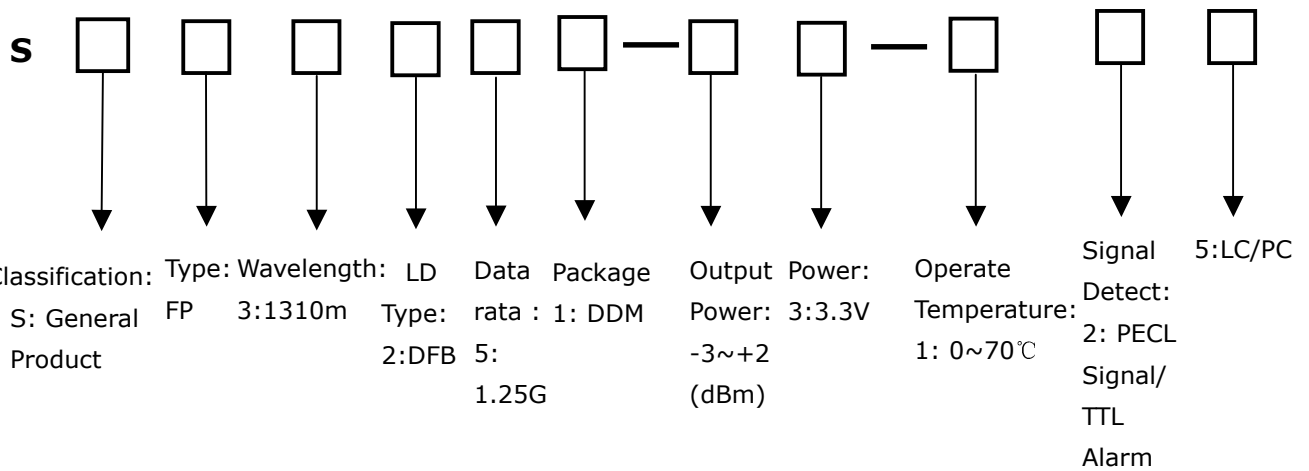 S
Classification:
S: General
Product
Type:
FP
Wavelength:
3:1310m
LD
Type:
2:DFB
Data
rata :
5:
1.25G
Package
1: DDM
Output
Power:
-3~+2
(dBm)
Power:
3:3.3V
Operate
Temperature:
1: 0~70℃
Signal
Detect:
2: PECL
Signal/
TTL
Alarm
5:LC/PC